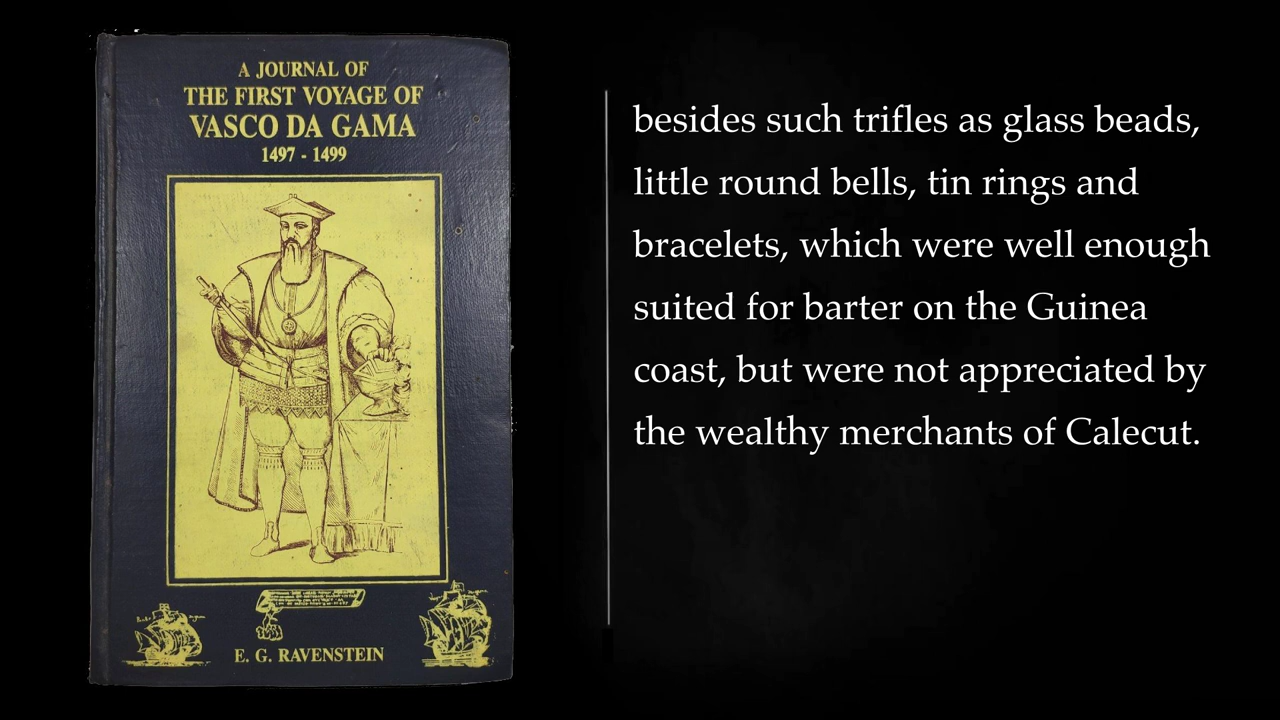 A JOURNAL OF
THE FIRST VOYAGE OF
VASCO DA GAMA
1497 - 1499
E. G. RAVENSTEIN
besides such trifles as glass beads,
little round bells, tin rings and
bracelets, which were well enough
suited for barter on the Guinea
coast, but were not appreciated by
the wealthy merchants of Calecut.